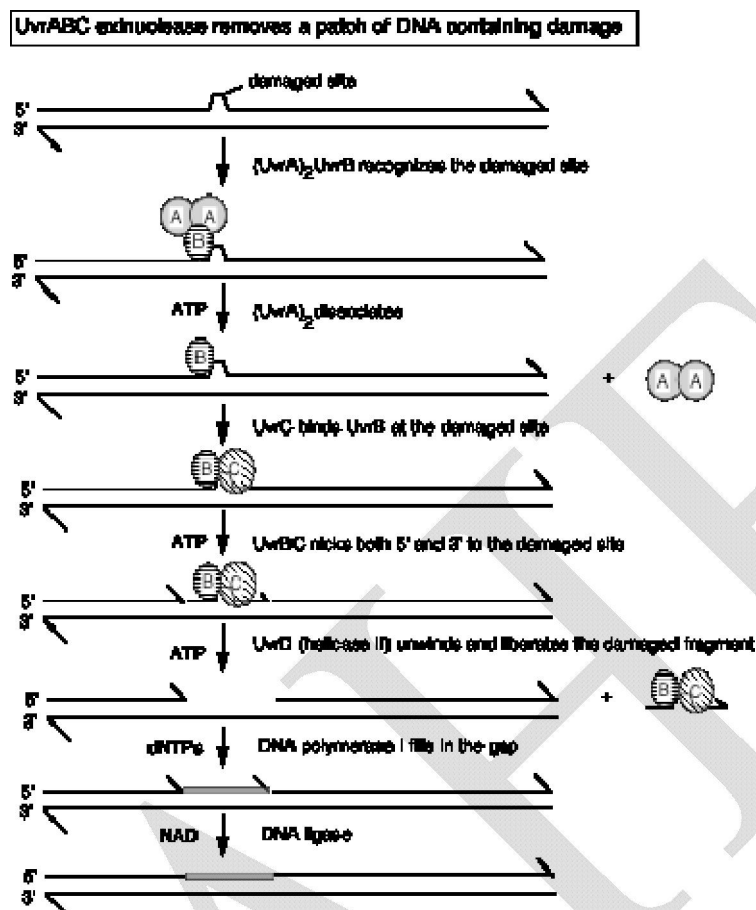 UvrABC exinuclease removes a patch of DNA containing damage
damaged site
5'
3'
(UvrA)2UvrB recognizes the damaged site
A A
B
5'
3'
ATP (UvrA)2 dissociates
B
5' + A A
3'
UvrC binds UvrB at the damaged site
B C
5'
3'
ATP UvrBC nicks both 5' and 3' to the damaged site
B C
5'
3'
ATP UvrD (helicase II) unwinds and liberates the damaged fragment.
5' + B C
3'
dNTPs DNA polymerase I fills in the gap
5'
3'
NAD DNA ligase
5'
3'